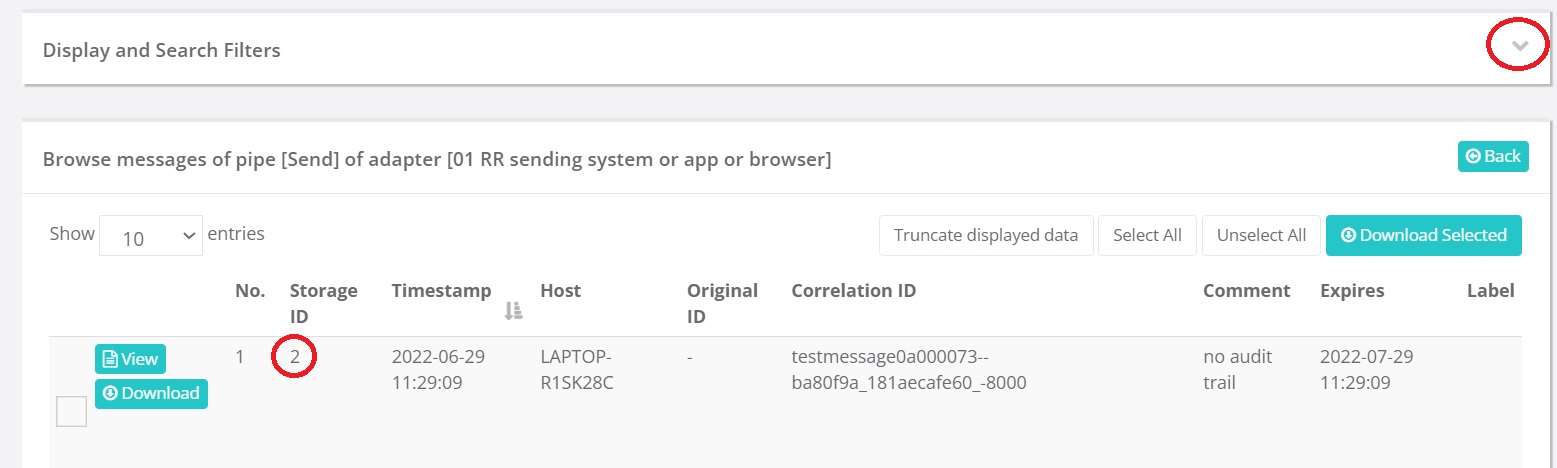 Display and Search Filters
Browse messages of pipe [Send] of adapter [01 RR sending system or app or browser]
Back
Show 10 entries
Truncate displayed data Select All Unselect All Download Selected
No. Storage Timestamp Host Original Correlation ID Comment Expires Label
ID ID
View 1 2 2022-06-29 LAPTOP- - testmessage0a000073-- no audit 2022-07-29
11:29:09 R1SK28C ba80f9a_181aecafe60_-8000 trail 11:29:09
Download